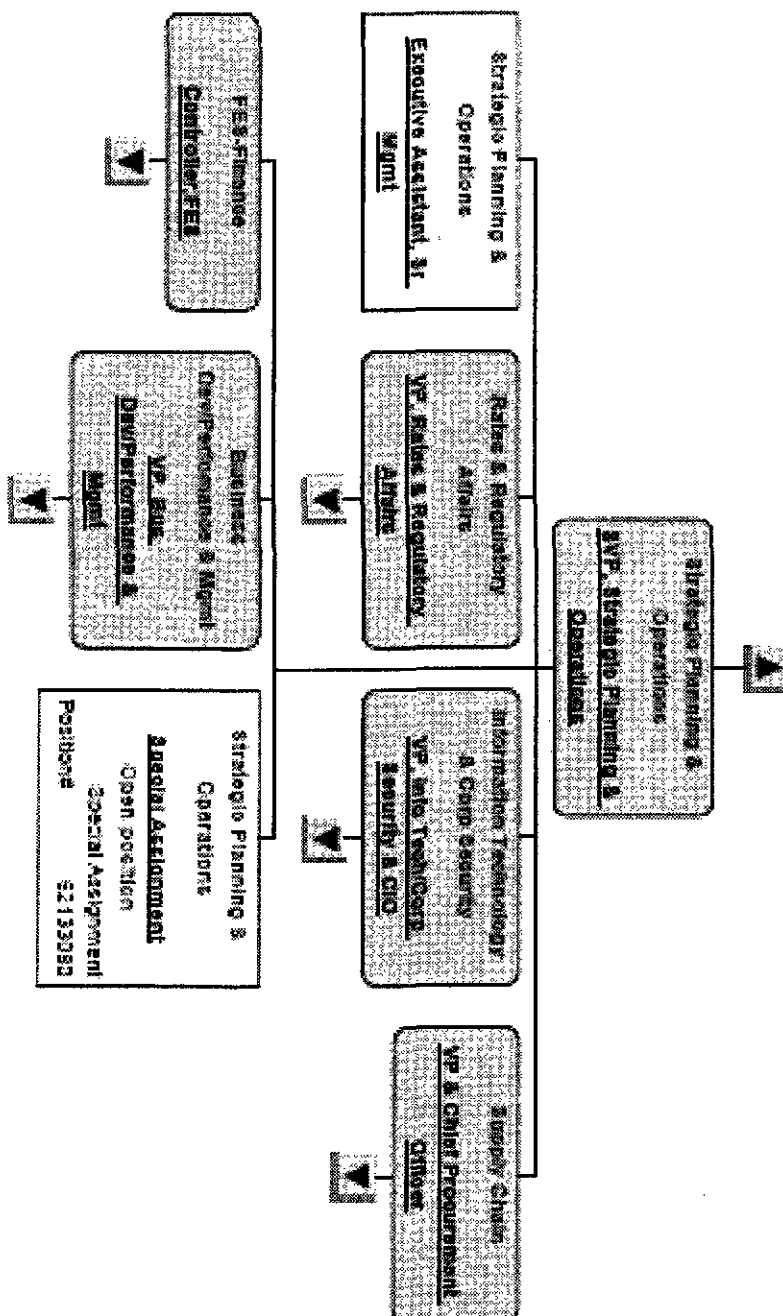 Strategic Planning &
Operations
SVP, Strategic Planning &
Operations
Strategic Planning &
Operations
Executive Assistant, Sr
Mgmt
Rates & Regulatory
Affairs
VP, Rates & Regulatory
Affairs
Information Technology
& Corp Security
VP, Info Tech/Corp
Security & CIO
Supply Chain
VP & Chief Procurement
Officer
FES-Finance
Controller FES
Business
Dev/Performance & Mgmt
VP, Bus
Dev/Performance &
Mgmt
Strategic Planning &
Operations
Special Assignment
Open position
Special Assignment
Position#